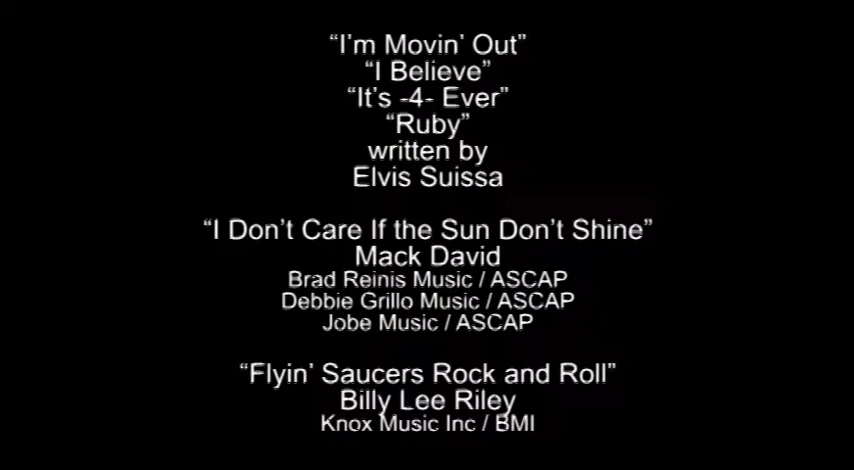 “I’m Movin’ Out”
“I Believe”
“It’s -4- Ever”
“Ruby”
written by
Elvis Suissa
“I Don’t Care If the Sun Don’t Shine”
Mack David
Brad Reinis Music / ASCAP
Debbie Grillo Music / ASCAP
Jobe Music / ASCAP
“Flyin’ Saucers Rock and Roll”
Billy Lee Riley
Knox Music Inc / BMI